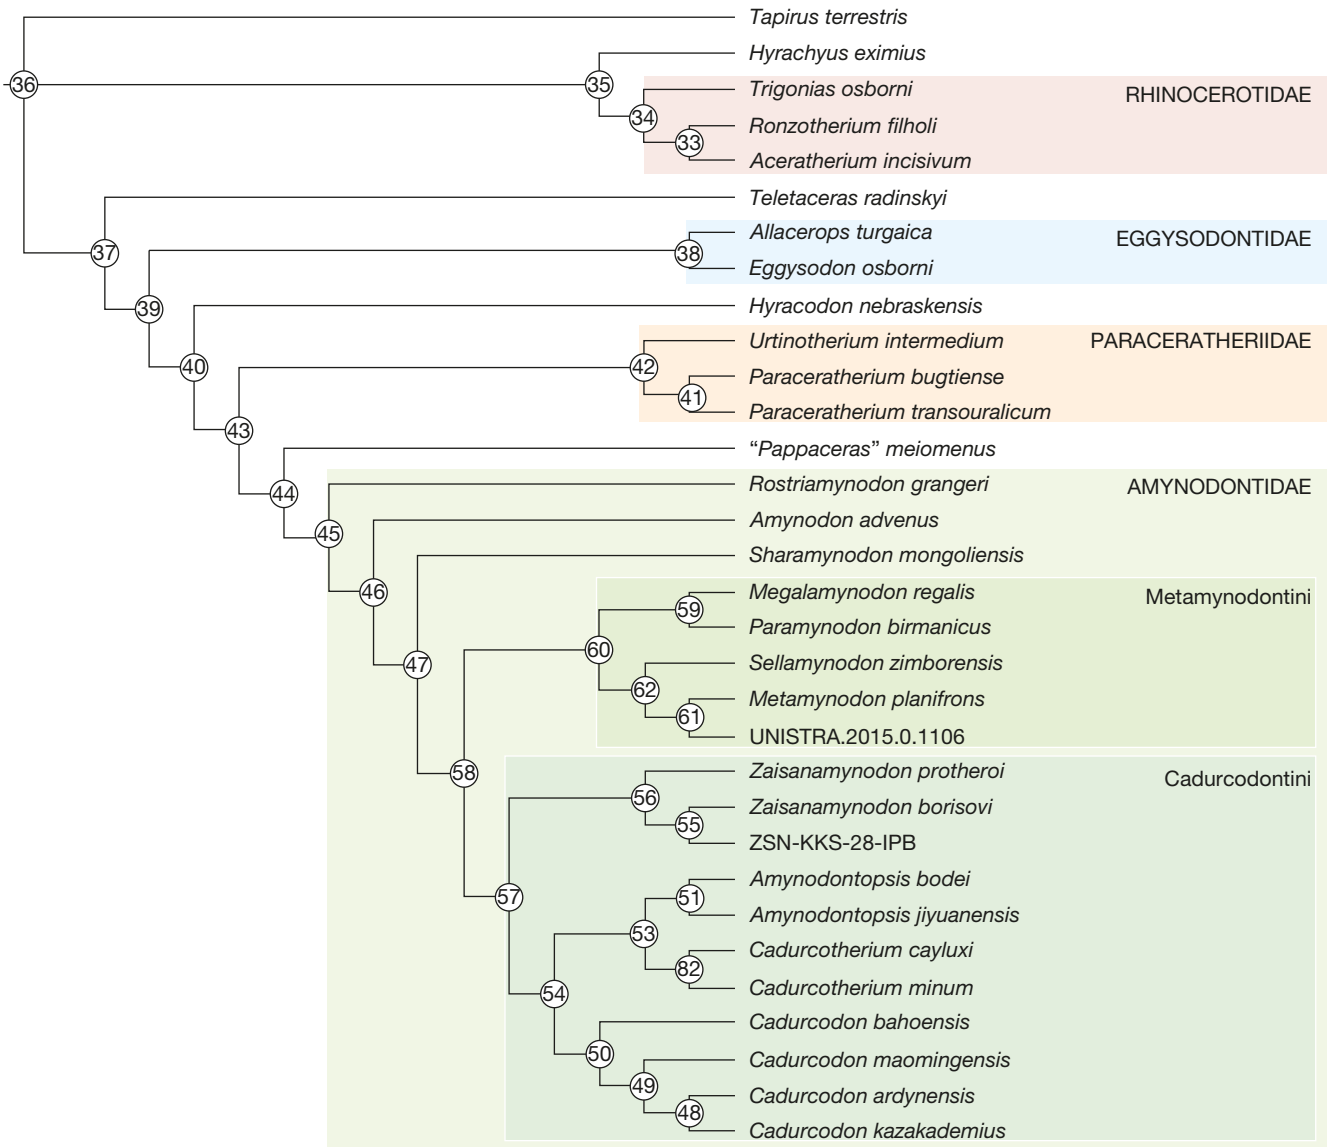 Tapirus terrestris
36
Hyrachyus eximius
35
Trigonias osborni
RHINOCEROTIDAE
34
Ronzotherium filholi
33
Aceratherium incisivum
Teletaceras radinskyi
37
Allacerops turgaica
EGGYSODONTIDAE
38
Eggysodon osborni
39
Hyracodon nebraskensis
40
Urtinotherium intermedium
PARACERATHERIIDAE
42
Paraceratherium bugtiense
41
Paraceratherium transouralicum
43
“Pappaceras” meiomenus
44
Rostriamynodon grangeri
AMYNODONTIDAE
45
Amynodon advenus
46
Sharamynodon mongoliensis
47
Megalamynodon regalis
Metamynodontini
59
Paramynodon birmanicus
60
Sellamynodon zimborensis
62
Metamynodon planifrons
61
UNISTRA.2015.0.1106
58
Zaisanamynodon protheroi
Cadurcodontini
56
Zaisanamynodon borisovi
55
ZSN-KKS-28-IPB
57
Amynodontopsis bodei
51
Amynodontopsis jiyuanensis
53
Cadurcotherium cayluxi
82
Cadurcotherium minum
54
Cadurcodon bahoensis
50
Cadurcodon maomingensis
49
Cadurcodon ardynensis
48
Cadurcodon kazakademius